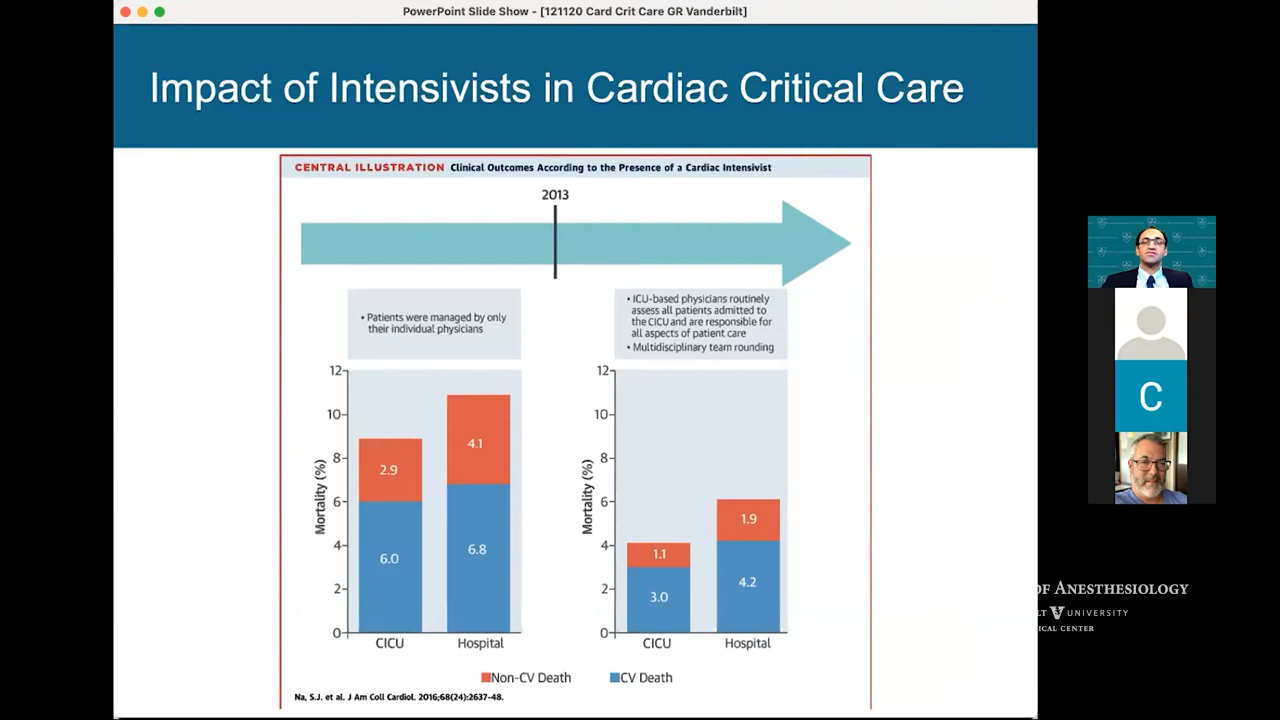 PowerPoint Slide Show - [121120 Card Crit Care GR Vanderbilt]
Impact of Intensivists in Cardiac Critical Care
CENTRAL ILLUSTRATION Clinical Outcomes According to the Presence of a Cardiac Intensivist
2013
• Patients were managed by only
their individual physicians
• ICU-based physicians routinely
assess all patients admitted to
the CICU and are responsible for
all aspects of patient care
• Multidisciplinary team rounding
Mortality (%)
12
10
8
6
4
2
0
2.9
6.0
4.1
6.8
CICU
Hospital
Mortality (%)
12
10
8
6
4
2
0
1.1
3.0
1.9
4.2
CICU
Hospital
Non-CV Death
CV Death
Na, S.J. et al. J Am Coll Cardiol. 2016;68(24):2637-48.
C
OF ANESTHESIOLOGY
LT V UNIVERSITY
ICAL CENTER